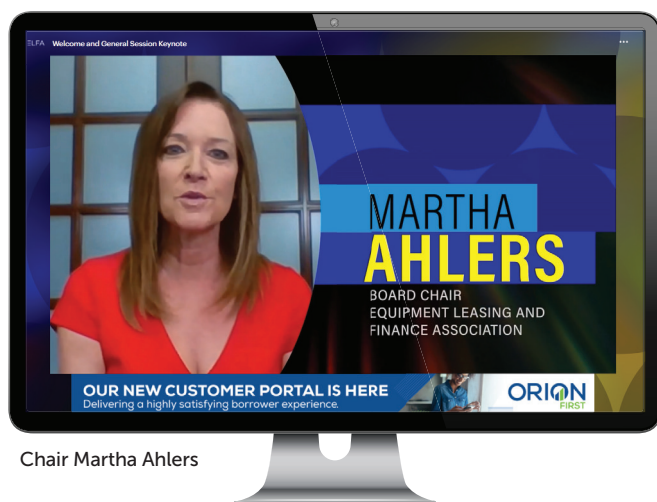 ELFA Welcome and General Session Keynote
MARTHA
AHLERS
BOARD CHAIR
EQUIPMENT LEASING AND
FINANCE ASSOCIATION
OUR NEW CUSTOMER PORTAL IS HERE
Delivering a highly satisfying borrower experience.
ORION
FIRST
Chair Martha Ahlers